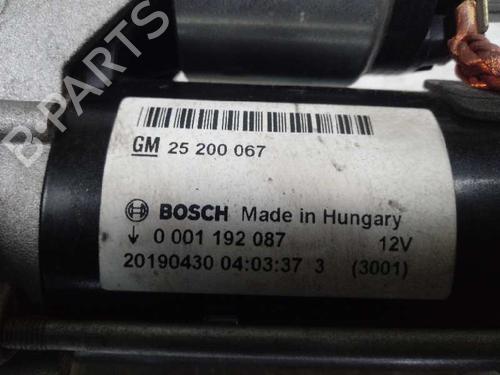 GM 25 200 067
BOSCH Made in Hungary
0 001 192 087 12V
20190430 04:03:37 3 (3001)
B-PARTS